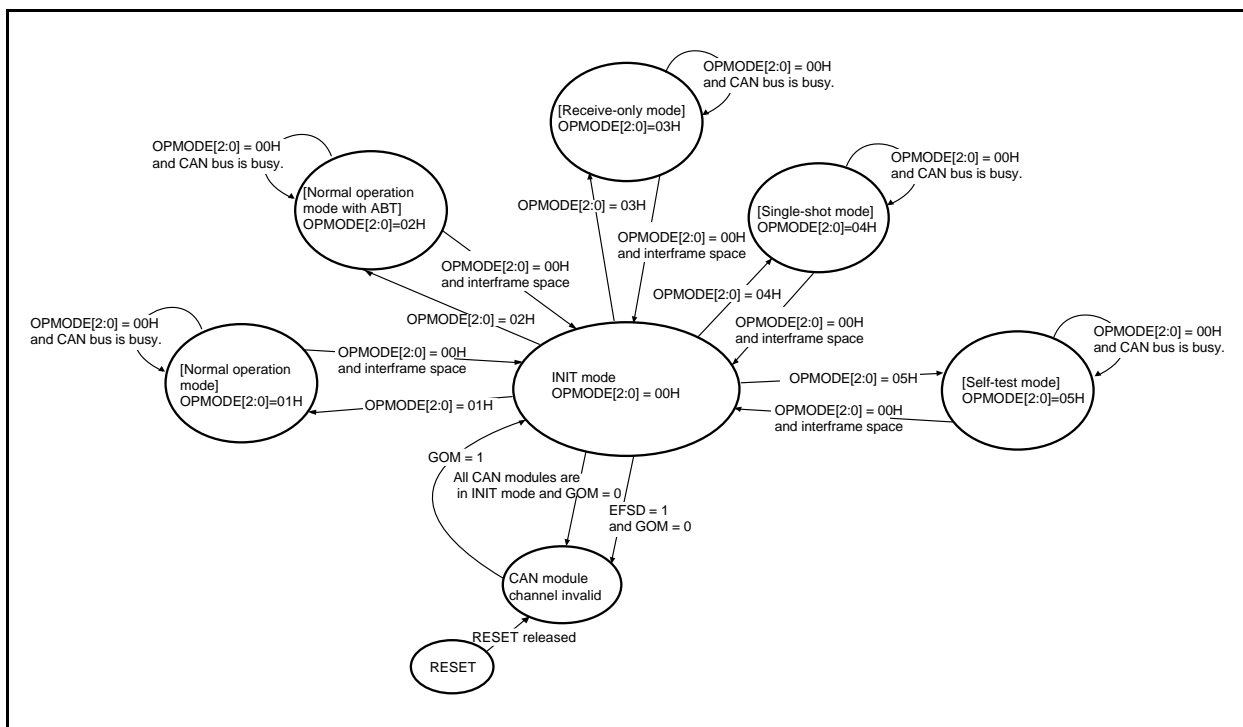 OPMODE[2:0] = 00H
and CAN bus is busy.
[Receive-only mode]
OPMODE[2:0]=03H
OPMODE[2:0] = 00H
and CAN bus is busy.
[Normal operation
mode with ABT]
OPMODE[2:0]=02H
OPMODE[2:0] = 00H
and CAN bus is busy.
[Single-shot mode]
OPMODE[2:0]=04H
OPMODE[2:0] = 03H
OPMODE[2:0] = 00H
and interframe space
OPMODE[2:0] = 00H
and interframe space
OPMODE[2:0] = 04H
OPMODE[2:0] = 02H
OPMODE[2:0] = 00H
and interframe space
OPMODE[2:0] = 00H
and CAN bus is busy.
OPMODE[2:0] = 00H
and CAN bus is busy.
[Normal operation
mode]
OPMODE[2:0]=01H
OPMODE[2:0] = 00H
and interframe space
OPMODE[2:0] = 01H
INIT mode
OPMODE[2:0] = 00H
OPMODE[2:0] = 05H
OPMODE[2:0] = 00H
and interframe space
[Self-test mode]
OPMODE[2:0]=05H
GOM = 1
All CAN modules are
in INIT mode and GOM = 0
EFSD = 1
and GOM = 0
CAN module
channel invalid
RESET released
RESET